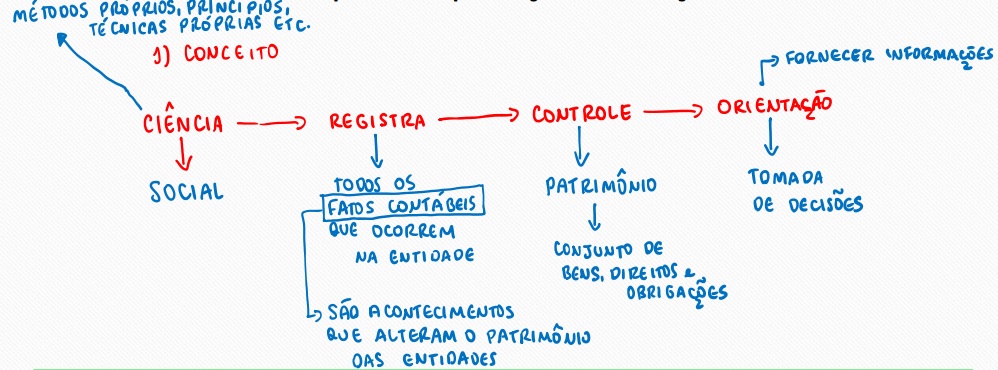 MÉTODOS PRÓPRIOS, PRINCÍPIOS,
TÉCNICAS PRÓPRIAS ETC.
1) CONCEITO
FORNECER INFORMAÇÕES
CIÊNCIA → REGISTRA → CONTROLE → ORIENTAÇÃO
SOCIAL
TODOS OS
FATOS CONTÁBEIS
QUE OCORREM
NA ENTIDADE
PATRIMÔNIO
TOMADA
DE DECISÕES
CONJUNTO DE
BENS, DIREITOS e
OBRIGAÇÕES
SÃO ACONTECIMENTOS
QUE ALTERAM O PATRIMÔNIO
DAS ENTIDADES